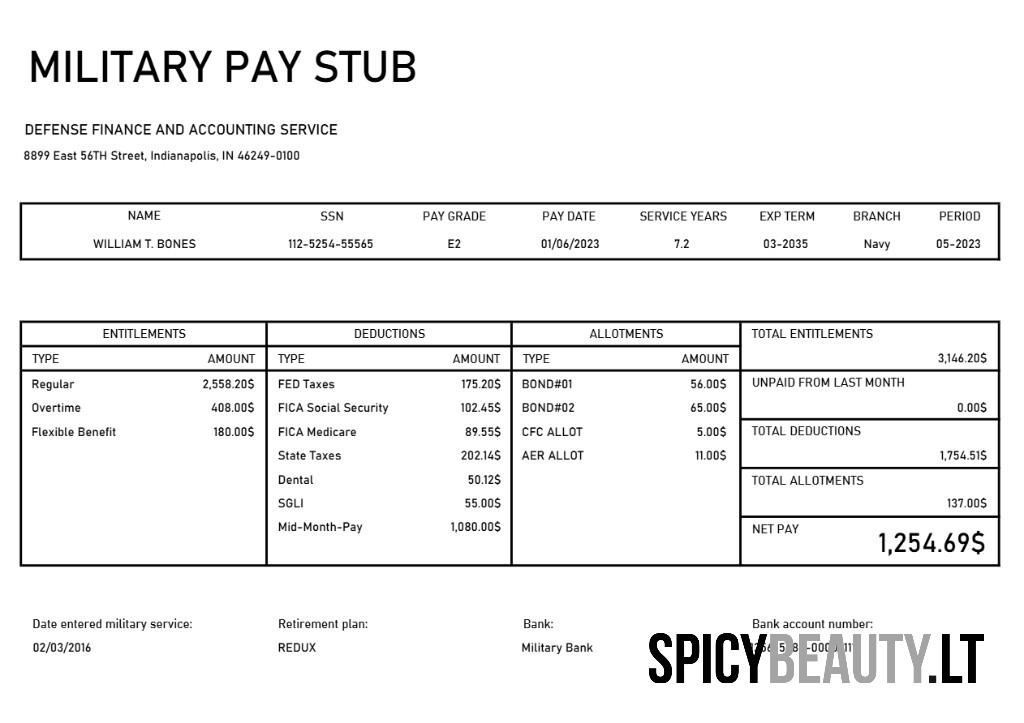 MILITARY PAY STUB
DEFENSE FINANCE AND ACCOUNTING SERVICE
8899 East 56TH Street, Indianapolis, IN 46249-0100
NAME SSN PAY GRADE PAY DATE SERVICE YEARS EXP TERM BRANCH PERIOD
WILLIAM T. BONES 112-5254-55565 E2 01/06/2023 7.2 03-2035 Navy 05-2023
ENTITLEMENTS DEDUCTIONS ALLOTMENTS TOTAL ENTITLEMENTS
TYPE AMOUNT TYPE AMOUNT TYPE AMOUNT 3,146.20$
Regular 2,558.20$ FED Taxes 175.20$ BOND#01 56.00$ UNPAID FROM LAST MONTH
Overtime 408.00$ FICA Social Security 102.45$ BOND#02 65.00$ 0.00$
Flexible Benefit 180.00$ FICA Medicare 89.55$ CFC ALLOT 5.00$ TOTAL DEDUCTIONS
State Taxes 202.14$ AER ALLOT 11.00$ 1,754.51$
Dental 50.12$ TOTAL ALLOTMENTS
SGLI 55.00$ 137.00$
Mid-Month-Pay 1,080.00$ NET PAY 1,254.69$
Date entered military service: Retirement plan: Bank: Bank account number:
02/03/2016 REDUX Military Bank
SPICYBEAUTY.LT